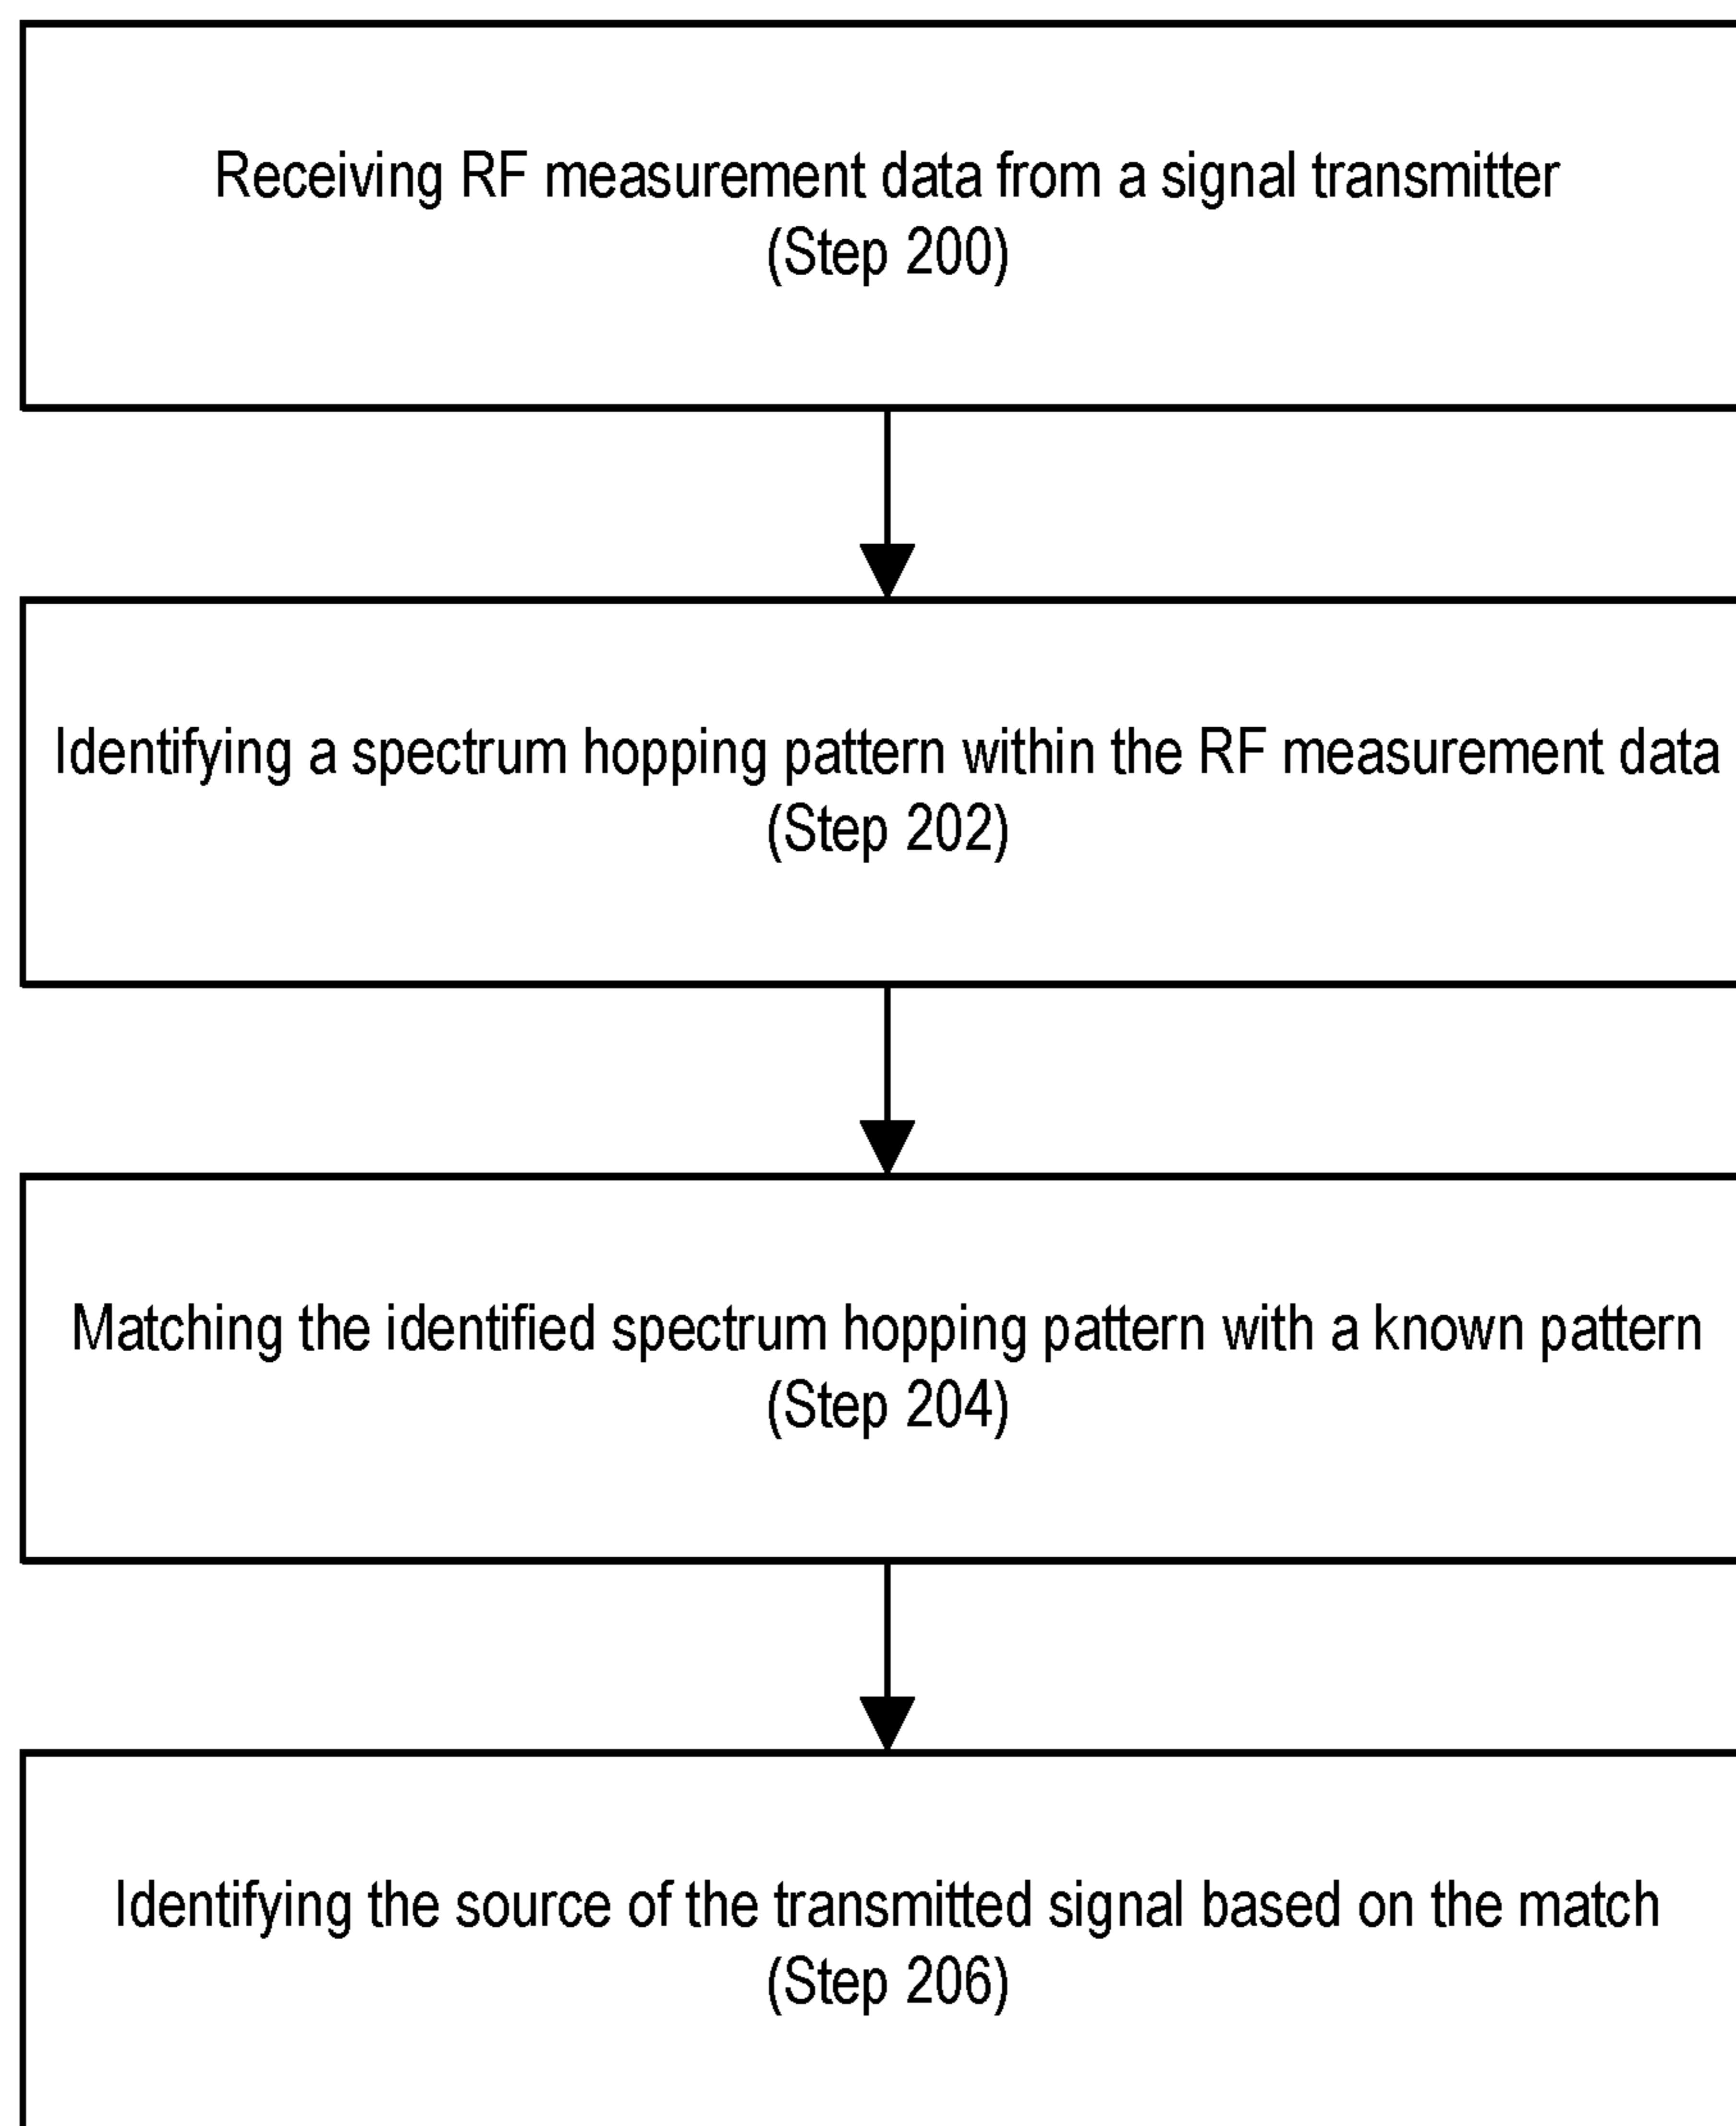 Receiving RF measurement data from a signal transmitter
(Step 200)
Identifying a spectrum hopping pattern within the RF measurement data
(Step 202)
Matching the identified spectrum hopping pattern with a known pattern
(Step 204)
Identifying the source of the transmitted signal based on the match
(Step 206)